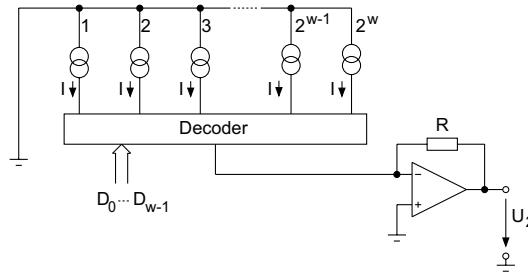 1 2 3 2^{w-1} 2^{w}
I I I I I
Decoder
R
D_0 ... D_{w-1}
− +
U_2